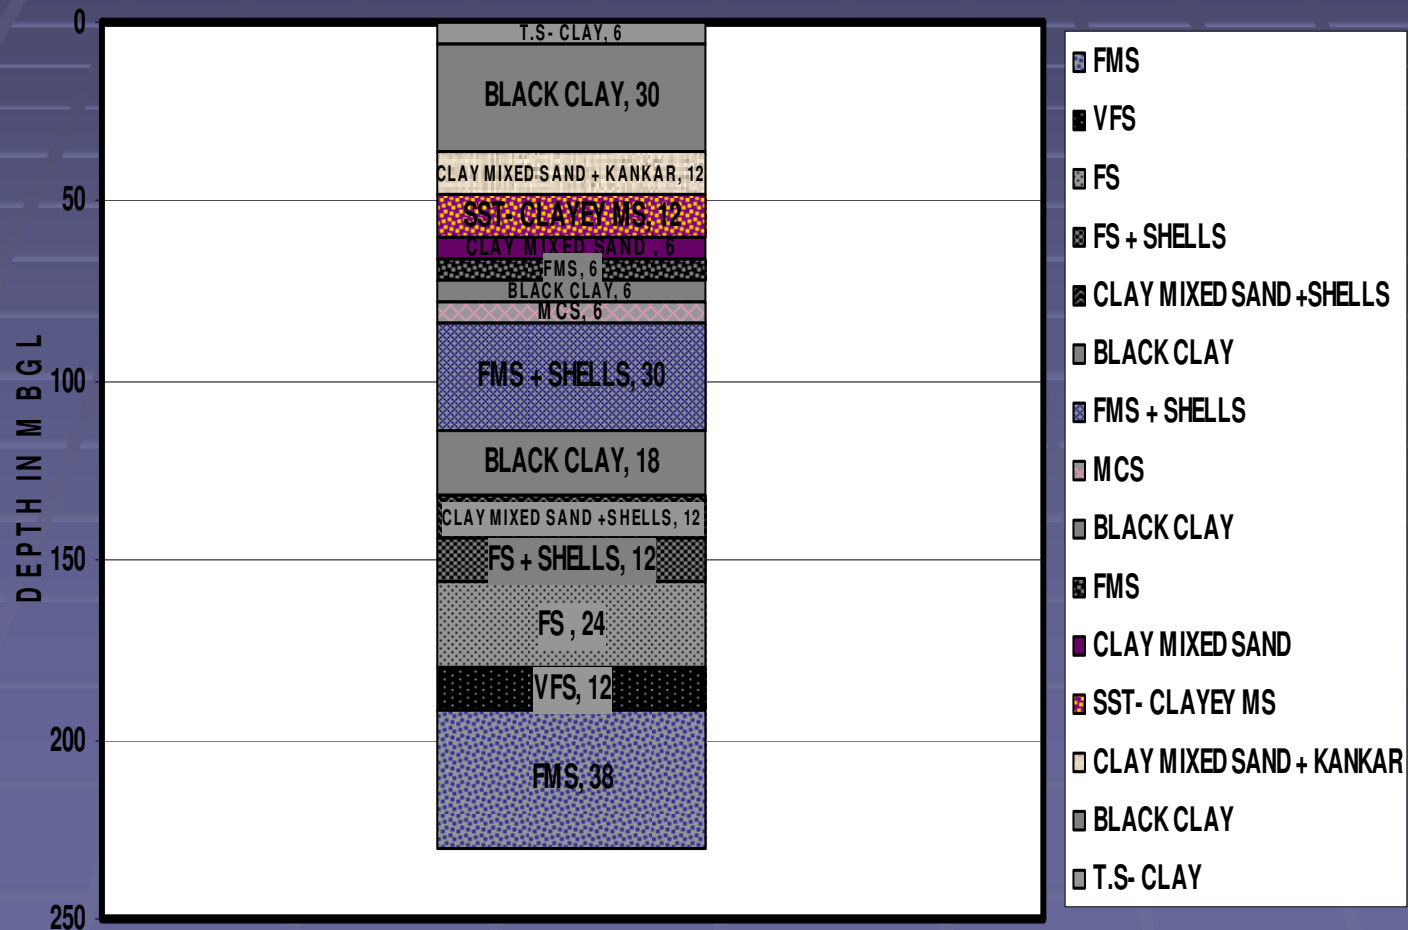 0
50
100
150
200
250
DEPTH IN M BGL
T.S- CLAY, 6
BLACK CLAY, 30
CLAY MIXED SAND + KANKAR, 12
SST- CLAYEY MS, 12
CLAY MIXED SAND , 6
FMS, 6
BLACK CLAY, 6
MCS, 6
FMS + SHELLS, 30
BLACK CLAY, 18
CLAY MIXED SAND +SHELLS, 12
FS + SHELLS, 12
FS , 24
VFS, 12
FMS, 38
FMS
VFS
FS
FS + SHELLS
CLAY MIXED SAND +SHELLS
BLACK CLAY
FMS + SHELLS
MCS
BLACK CLAY
FMS
CLAY MIXED SAND
SST- CLAYEY MS
CLAY MIXED SAND + KANKAR
BLACK CLAY
T.S- CLAY